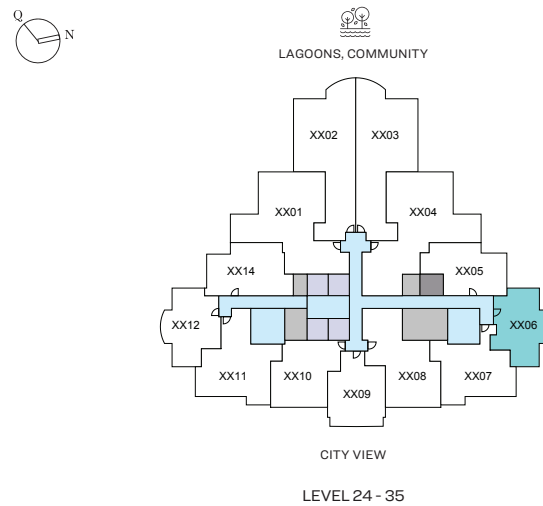 Q
N
LAGOONS, COMMUNITY
XX02 XX03
XX01 XX04
XX14 XX05
XX12 XX06
XX11 XX10 XX08 XX07
XX09
CITY VIEW
LEVEL 24 - 35